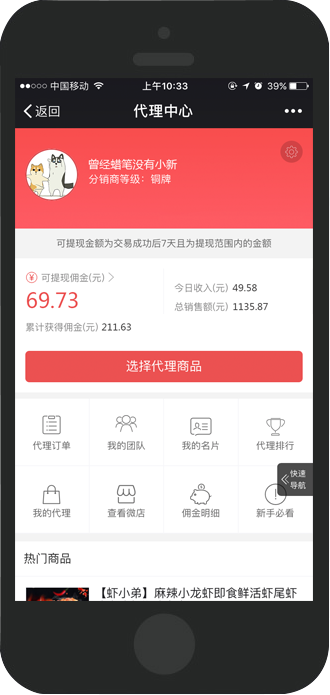 中国移动 上午10:33 39%
返回 代理中心
曾经蜡笔没有小新
分销商等级：铜牌
可提现金额为交易成功后7天且为提现范围内的金额
可提现佣金(元)
69.73
今日收入(元) 49.58
总销售额(元) 1135.87
累计获得佣金(元) 211.63
选择代理商品
代理订单 我的团队 我的名片 代理排行
快速
导航
我的代理 查看微店 佣金明细 新手必看
热门商品
【虾小弟】麻辣小龙虾即食鲜活虾尾虾